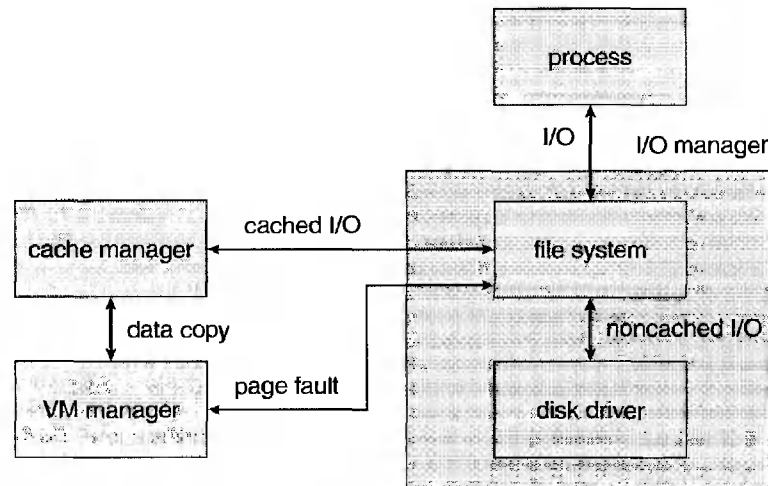 process
I/O
I/O manager
cached I/O
cache manager
file system
data copy
noncached I/O
VM manager
page fault
disk driver